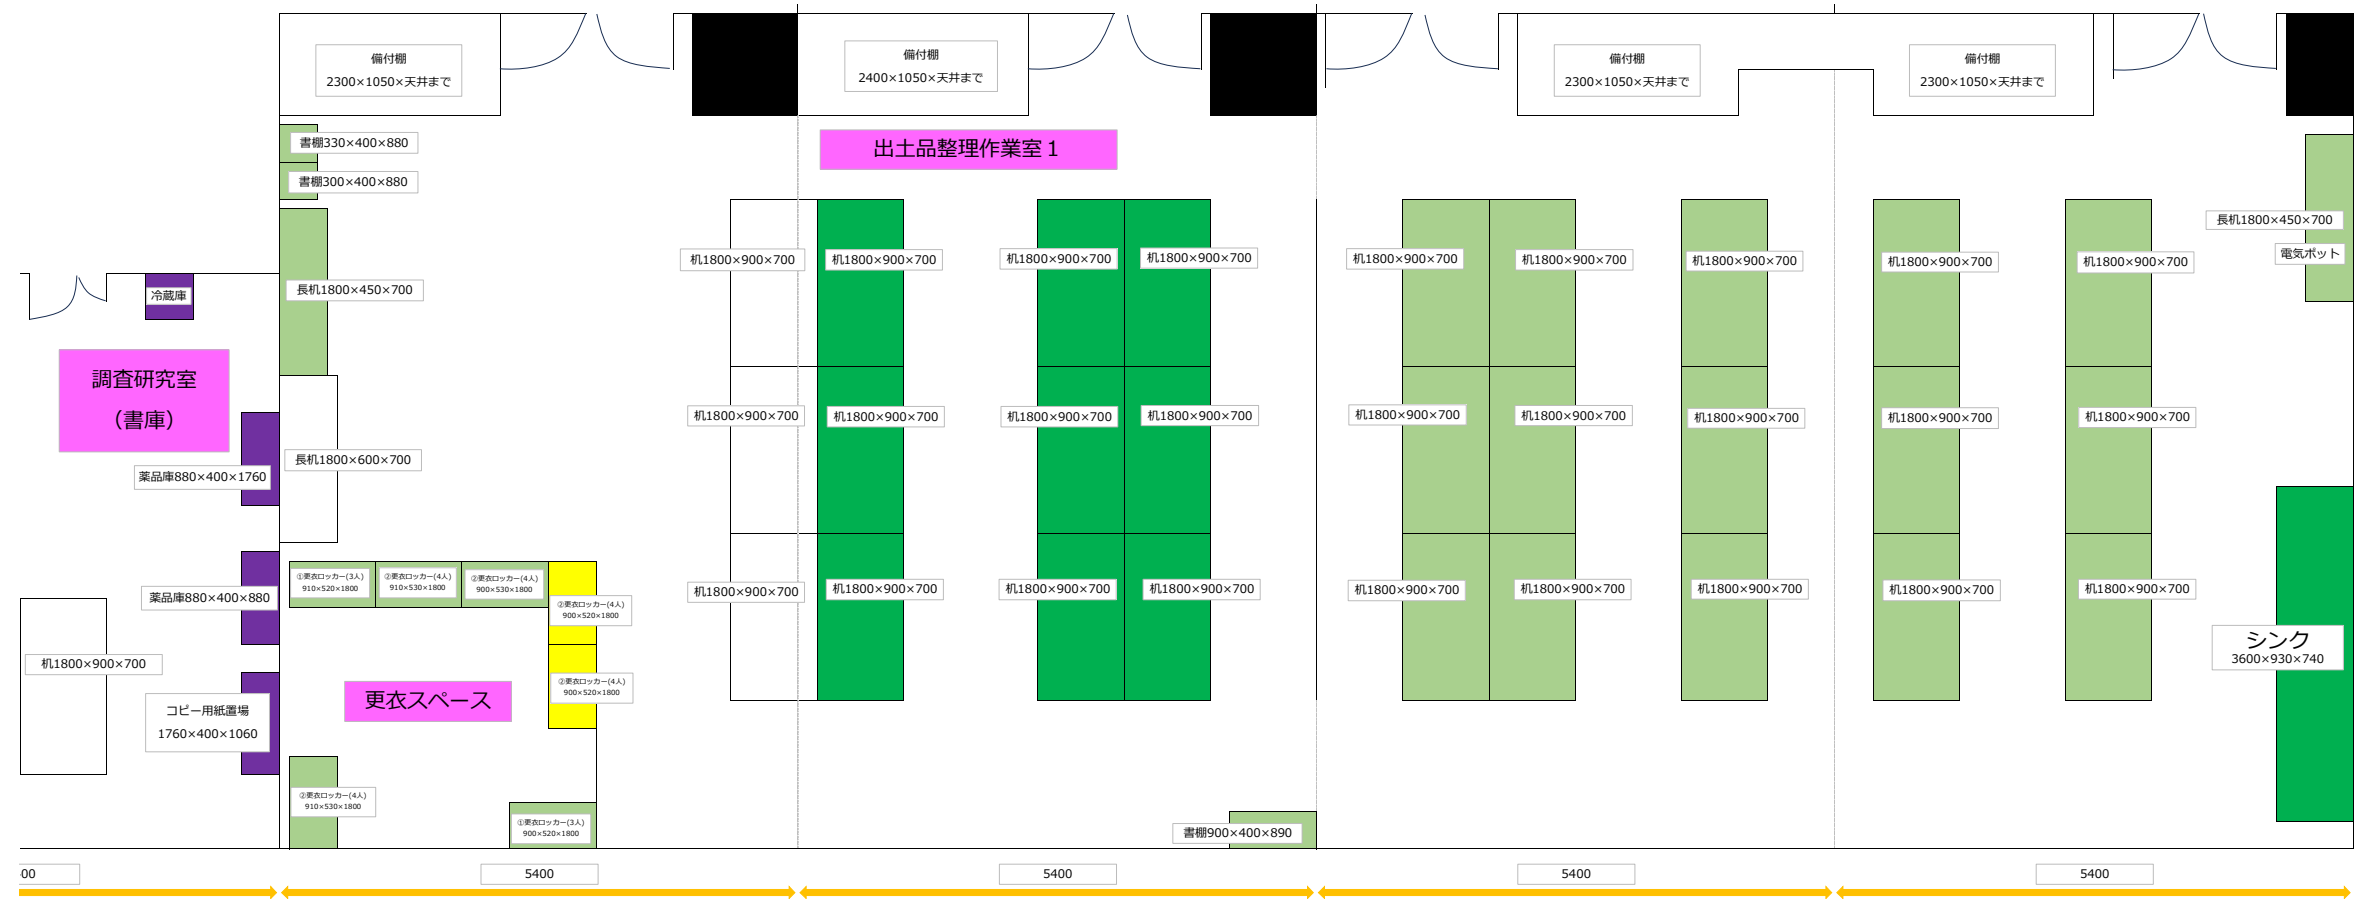 備付棚
2300×1050×天井まで
備付棚
2400×1050×天井まで
備付棚
2300×1050×天井まで
備付棚
2300×1050×天井まで
書棚330×400×880
書棚300×400×880
出土品整理作業室1
長机1800×450×700
電気ポット
冷蔵庫
長机1800×450×700
机1800×900×700
机1800×900×700
机1800×900×700
机1800×900×700
机1800×900×700
机1800×900×700
机1800×900×700
机1800×900×700
机1800×900×700
調査研究室
（書庫）
薬品庫880×400×1760
長机1800×600×700
机1800×900×700
机1800×900×700
机1800×900×700
机1800×900×700
机1800×900×700
机1800×900×700
机1800×900×700
机1800×900×700
机1800×900×700
薬品庫880×400×880
①更衣ロッカー(3人)
910×520×1800
②更衣ロッカー(4人)
910×530×1800
②更衣ロッカー(4人)
900×530×1800
②更衣ロッカー(4人)
900×520×1800
机1800×900×700
机1800×900×700
机1800×900×700
机1800×900×700
机1800×900×700
机1800×900×700
机1800×900×700
机1800×900×700
机1800×900×700
机1800×900×700
②更衣ロッカー(4人)
900×520×1800
更衣スペース
シンク
3600×930×740
コピー用紙置場
1760×400×1060
②更衣ロッカー(4人)
910×530×1800
①更衣ロッカー(3人)
900×520×1800
書棚900×400×890
00
5400
5400
5400
5400